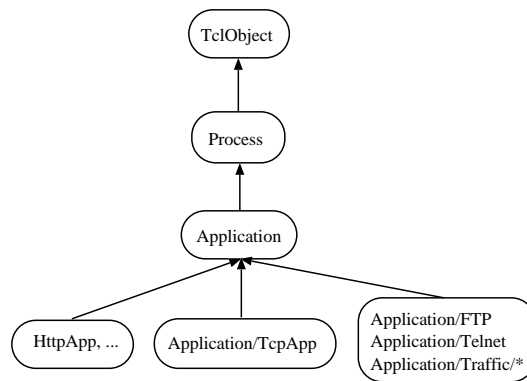 TclObject
Process
Application
HttpApp, ...
Application/TcpApp
Application/FTP
Application/Telnet
Application/Traffic/*